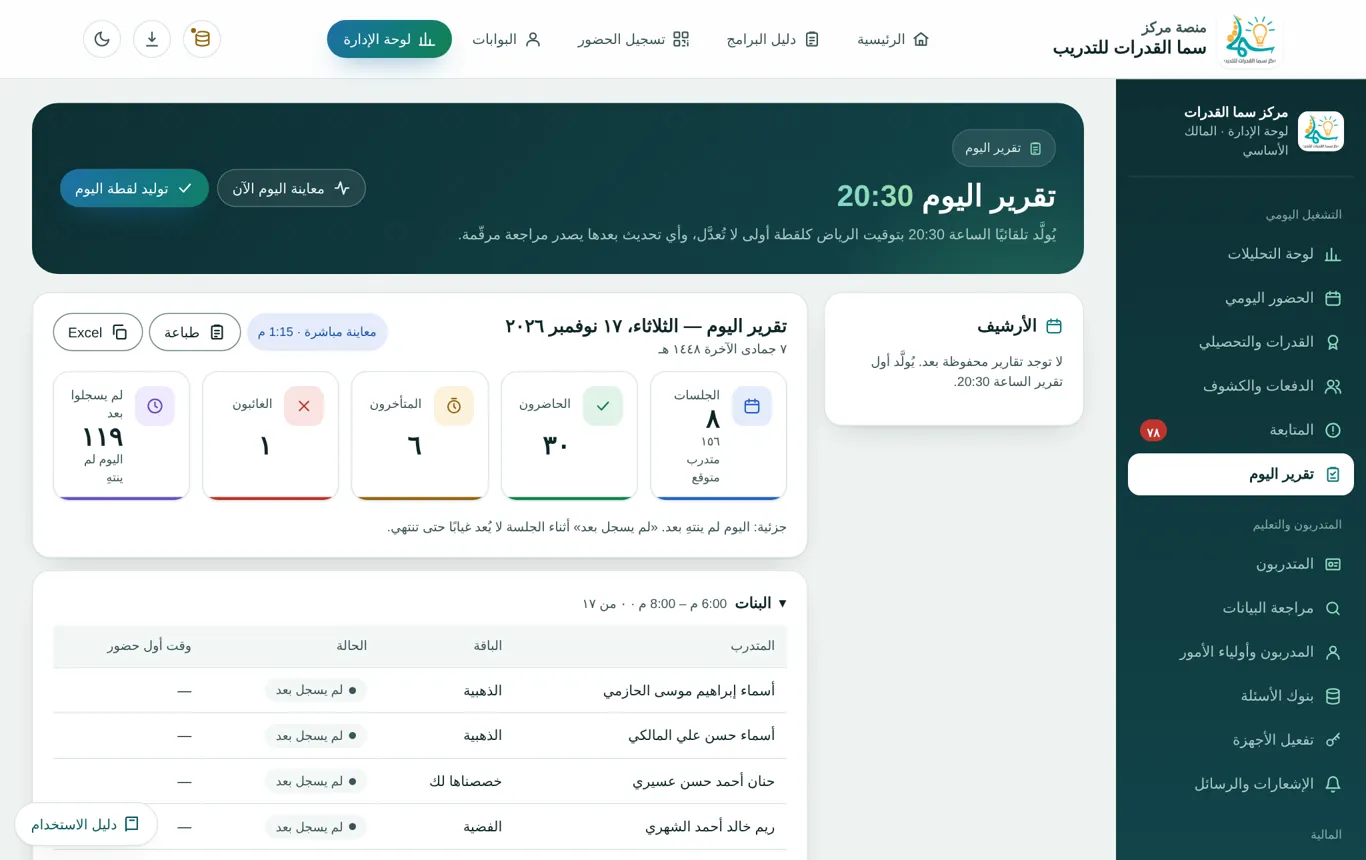 منصة مركز
سما القدرات للتدريب
الرئيسية
دليل البرامج
تسجيل الحضور
البوابات
لوحة الإدارة
مركز سما القدرات
لوحة الإدارة · المالك
الأساسي
التشغيل اليومي
لوحة التحليلات
الحضور اليومي
القدرات والتحصيلي
الدفعات والكشوف
المتابعة
٧٨
تقرير اليوم
المتدربون والتعليم
المتدربون
مراجعة البيانات
المدربون وأولياء الأمور
بنوك الأسئلة
تفعيل الأجهزة
الإشعارات والرسائل
المالية
تقرير اليوم
تقرير اليوم 20:30
يُولَّد تلقائيًا الساعة 20:30 بتوقيت الرياض كلقطة أولى لا تُعدَّل، وأي تحديث بعدها يصدر مراجعة مرقّمة.
معاينة اليوم الآن
توليد لقطة اليوم
الأرشيف
لا توجد تقارير محفوظة بعد. يُولَّد أول
تقرير الساعة 20:30.
تقرير اليوم — الثلاثاء، ١٧ نوفمبر ٢٠٢٦
٧ جمادى الآخرة ١٤٤٨ هـ
معاينة مباشرة · 1:15 م
طباعة
Excel
الجلسات
٨
١٥٦
متدرب
متوقع
الحاضرون
٣٠
المتأخرون
٦
الغائبون
١
لم يسجلوا
بعد
١١٩
اليوم لم
ينتهِ
جزئية: اليوم لم ينتهِ بعد. «لم يسجل بعد» أثناء الجلسة لا يُعد غيابًا حتى تنتهي.
▼ البنات 6:00 م – 8:00 م · ٠ من ١٧
المتدرب الباقة الحالة وقت أول حضور
أسماء إبراهيم موسى الحازمي الذهبية لم يسجل بعد —
أسماء حسن علي المالكي الذهبية لم يسجل بعد —
حنان أحمد حسن عسيري خصصناها لك لم يسجل بعد —
ريم خالد أحمد الشهري الفضية لم يسجل بعد —
دليل الاستخدام